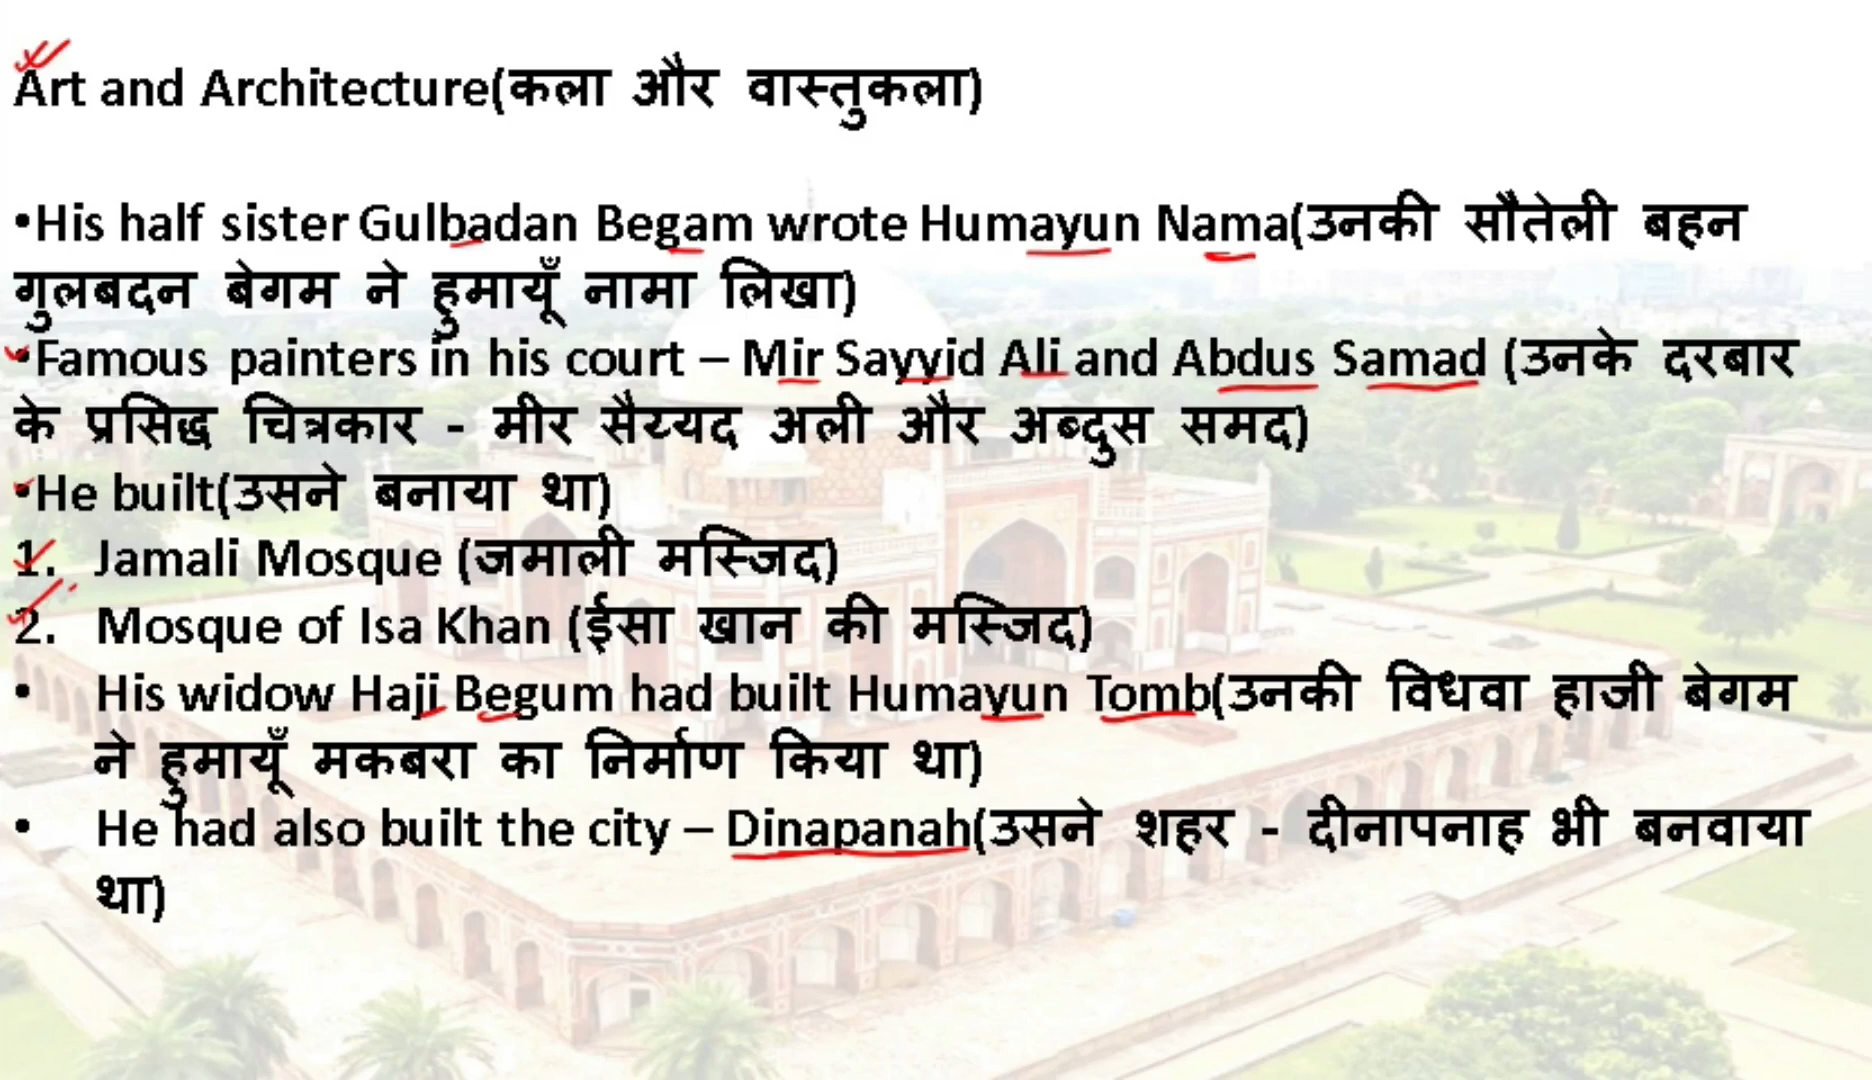 Art and Architecture(कला और वास्तुकला)
•His half sister Gulbadan Begam wrote Humayun Nama(उनकी सौतेली बहन
गुलबदन बेगम ने हुमायूँ नामा लिखा)
•Famous painters in his court – Mir Sayyid Ali and Abdus Samad (उनके दरबार
के प्रसिद्ध चित्रकार - मीर सैय्यद अली और अब्दुस समद)
•He built(उसने बनाया था)
1. Jamali Mosque (जमाली मस्जिद)
2. Mosque of Isa Khan (ईसा खान की मस्जिद)
• His widow Haji Begum had built Humayun Tomb(उनकी विधवा हाजी बेगम
ने हुमायूँ मकबरा का निर्माण किया था)
• He had also built the city – Dinapanah(उसने शहर - दीनापनाह भी बनवाया
था)